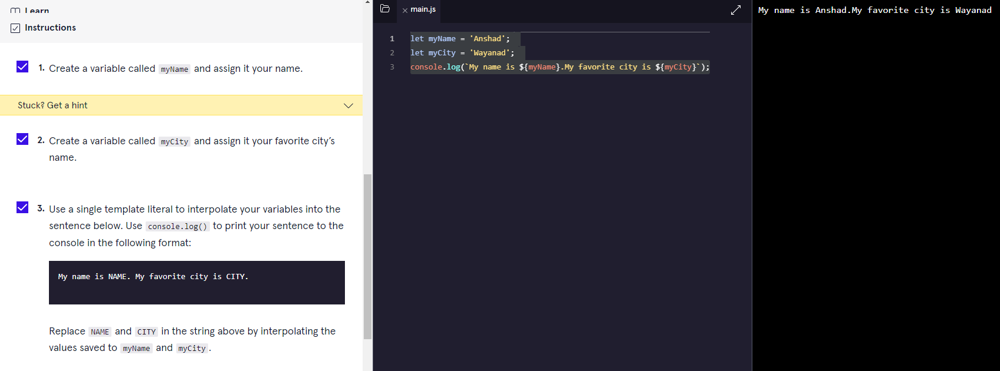 Learn
Instructions
1. Create a variable called myName and assign it your name.
Stuck? Get a hint
2. Create a variable called myCity and assign it your favorite city’s
name.
3. Use a single template literal to interpolate your variables into the
sentence below. Use console.log() to print your sentence to the
console in the following format:
My name is NAME. My favorite city is CITY.
Replace NAME and CITY in the string above by interpolating the
values saved to myName and myCity.
× main.js
1 let myName = 'Anshad';
2 let myCity = 'Wayanad';
3 console.log(`My name is ${myName}.My favorite city is ${myCity}`);
My name is Anshad.My favorite city is Wayanad